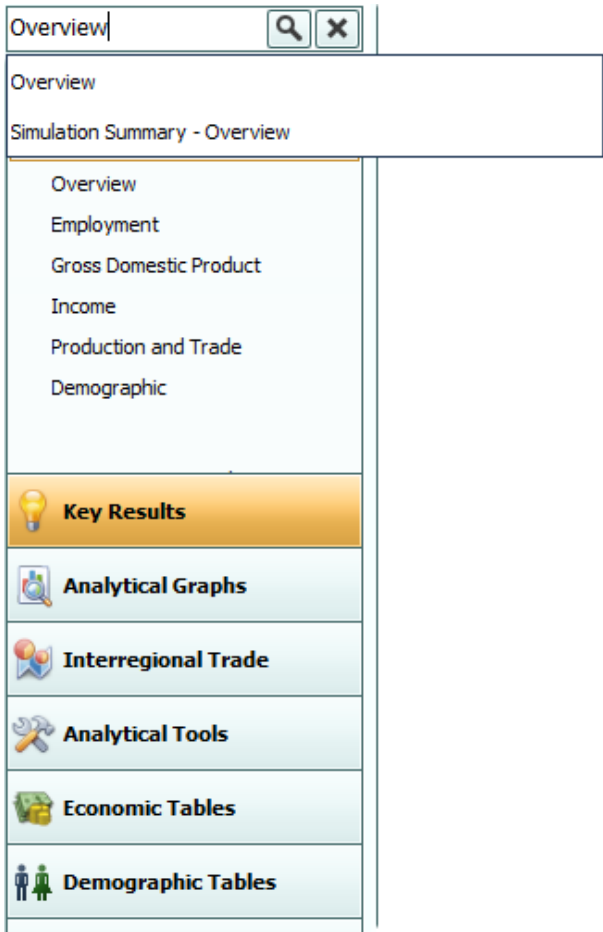 Overview
Overview
Simulation Summary - Overview
Overview
Employment
Gross Domestic Product
Income
Production and Trade
Demographic
Key Results
Analytical Graphs
Interregional Trade
Analytical Tools
Economic Tables
Demographic Tables